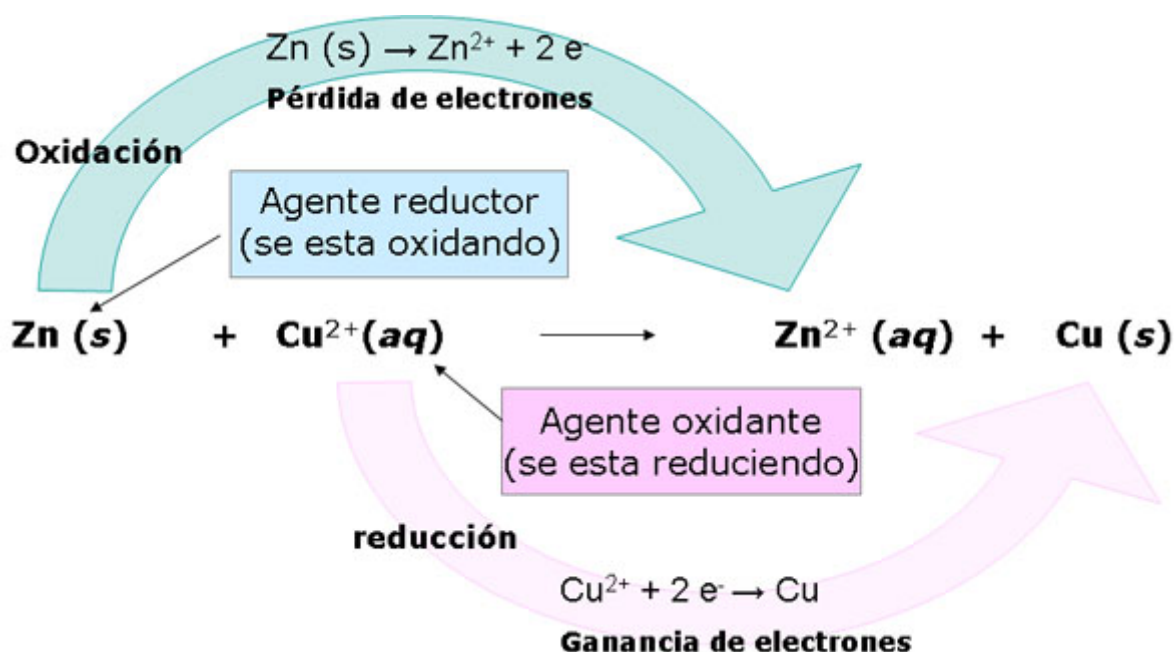 Zn (s) → Zn²⁺ + 2 e⁻
Pérdida de electrones
Oxidación
Agente reductor
(se esta oxidando)
Zn (s) + Cu²⁺(aq) → Zn²⁺ (aq) + Cu (s)
Agente oxidante
(se esta reduciendo)
reducción
Cu²⁺ + 2 e⁻ → Cu
Ganancia de electrones